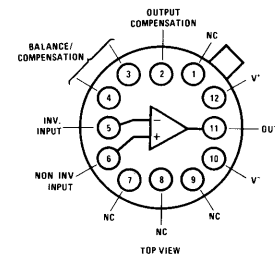 OUTPUT
COMPENSATION
BALANCE/
COMPENSATION
NC
3
2
1
V+
4
12
INV.
INPUT
5
−
11
OU
6
+
10
NON INV
INPUT
V−
7
8
9
NC
NC
NC
TOP VIEW